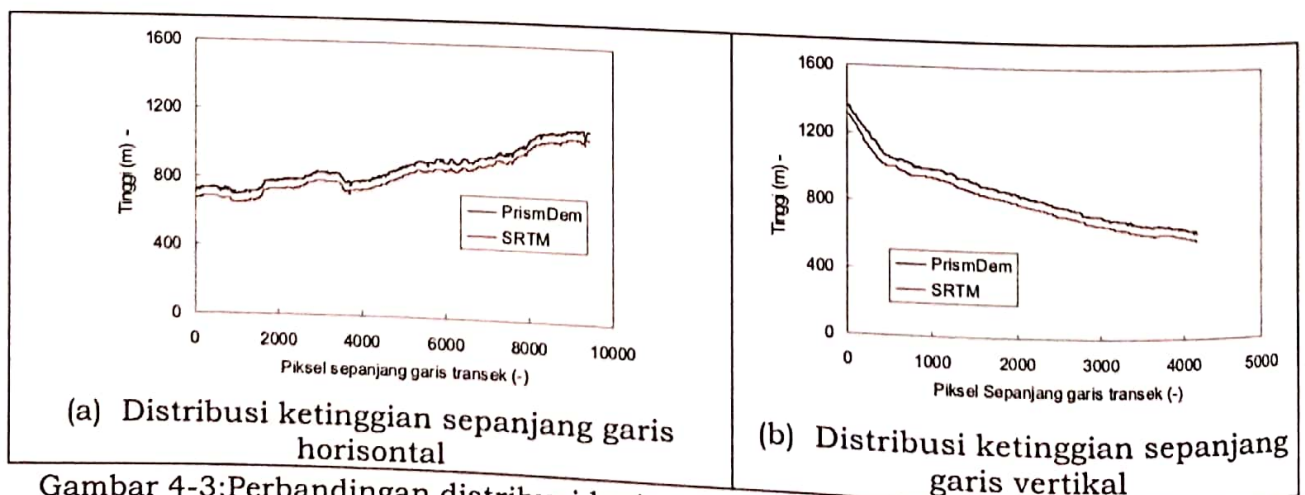 1600
1200
800
400
0
Tinggi (m) -
0 2000 4000 6000 8000 10000
Piksel sepanjang garis transek (-)
PrismDem
SRTM
(a) Distribusi ketinggian sepanjang garis
horisontal
1600
1200
800
400
0
Tinggi (m) -
0 1000 2000 3000 4000 5000
Piksel Sepanjang garis transek (-)
PrismDem
SRTM
(b) Distribusi ketinggian sepanjang
garis vertikal
Gambar 4-3:Perbandingan distribusi